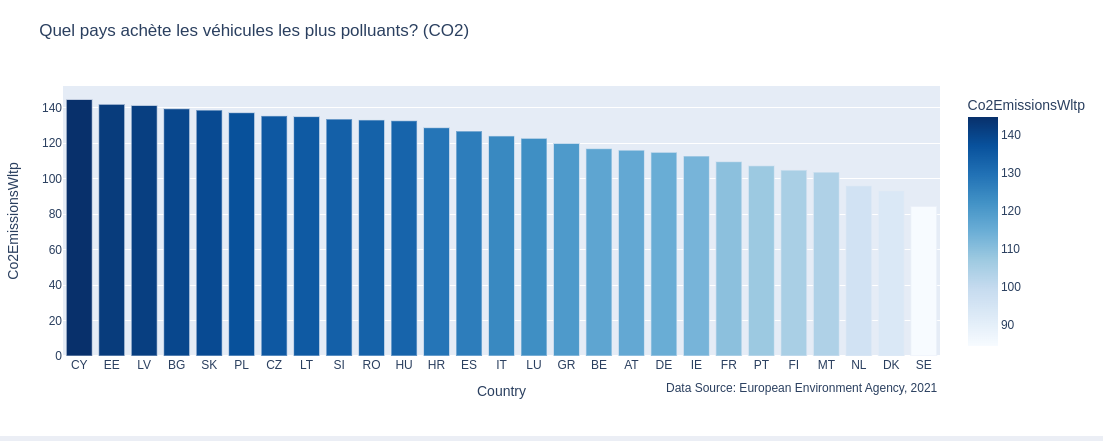 Quel pays achète les véhicules les plus polluants? (CO2)
Co2EmissionsWltp
140
120
100
80
60
40
20
0
CY EE LV BG SK PL CZ LT SI RO HU HR ES IT LU GR BE AT DE IE FR PT FI MT NL DK SE
Country
Data Source: European Environment Agency, 2021
Co2EmissionsWltp
140
130
120
110
100
90